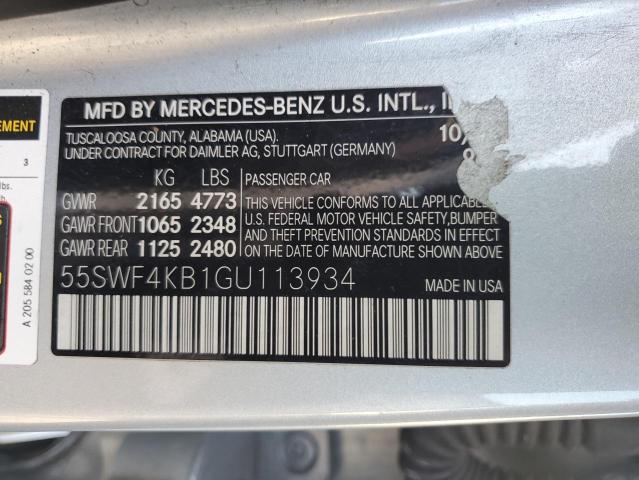 MFD BY MERCEDES-BENZ U.S. INTL.,
TUSCALOOSA COUNTY, ALABAMA (USA). 10/
UNDER CONTRACT FOR DAIMLER AG, STUTTGART (GERMANY)
KG LBS PASSENGER CAR
GVWR 2165 4773 THIS VEHICLE CONFORMS TO ALL APPLICABLE
GAWR FRONT 1065 2348 U.S. FEDERAL MOTOR VEHICLE SAFETY, BUMPER
GAWR REAR 1125 2480 AND THEFT PREVENTION STANDARDS IN EFFECT
ON THE DATE OF MANUFACTURE SHOWN ABOVE.
55SWF4KB1GU113934
MADE IN USA
3
lbs.
A 205 584 02 00